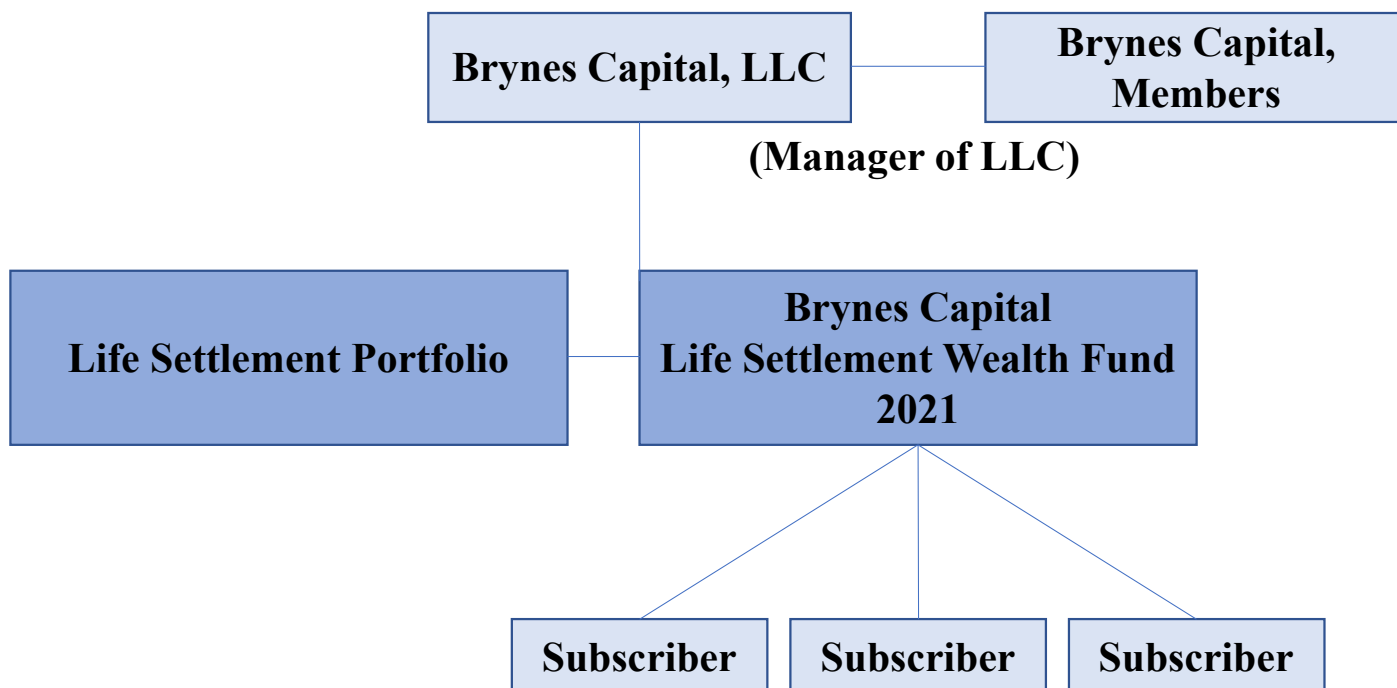 Brynes Capital, LLC
Brynes Capital,
Members
(Manager of LLC)
Life Settlement Portfolio
Brynes Capital
Life Settlement Wealth Fund
2021
Subscriber
Subscriber
Subscriber